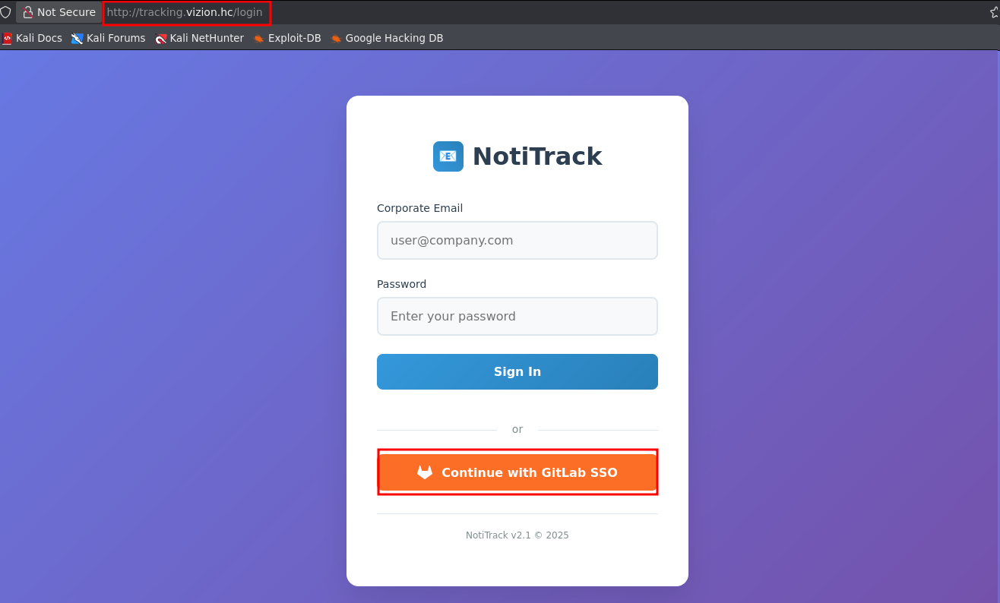 Not Secure http://tracking.vizion.hc/login
Kali Docs Kali Forums Kali NetHunter Exploit-DB Google Hacking DB
NotiTrack
Corporate Email
user@company.com
Password
Enter your password
Sign In
or
Continue with GitLab SSO
NotiTrack v2.1 © 2025